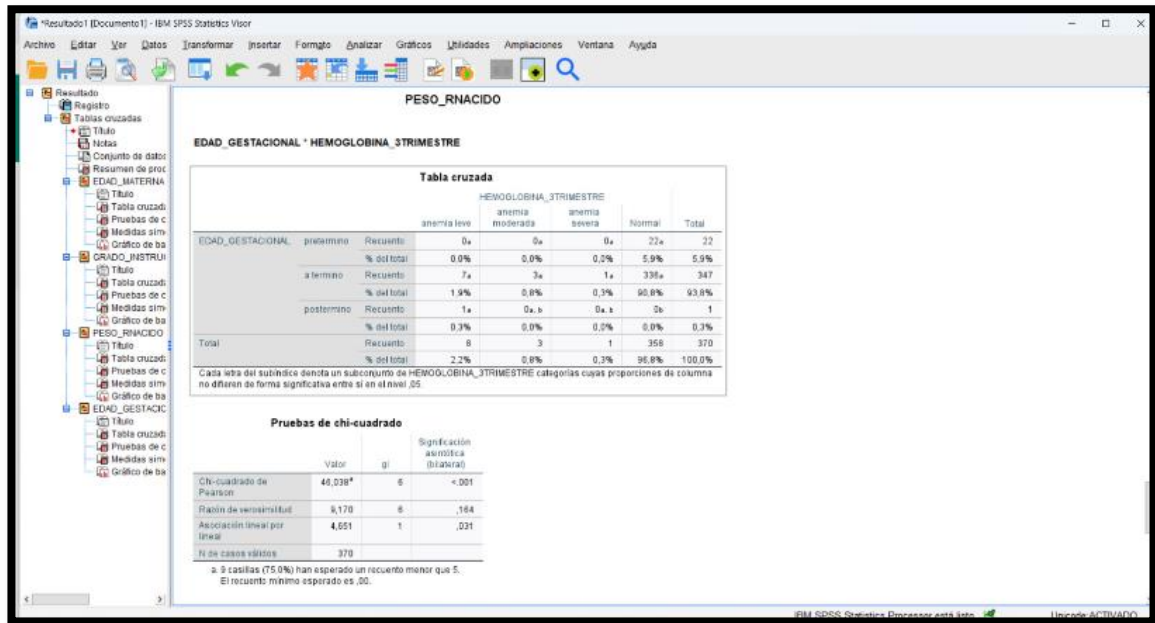 *Resultado1 [Documento1] - IBM SPSS Statistics Visor
Archivo Editar Ver Datos Transformar Insertar Formato Analizar Gráficos Utilidades Ampliaciones Ventana Ayuda
Resultado
Registro
Tablas cruzadas
Título
Notas
Conjunto de datos
Resumen de proc
EDAD_MATERNA
Título
Tabla cruzada
Pruebas de c
Medidas simé
Gráfico de ba
GRADO_INSTRUI
Título
Tabla cruzada
Pruebas de c
Medidas simé
Gráfico de ba
PESO_RNACIDO
Título
Tabla cruzada
Pruebas de c
Medidas simé
Gráfico de ba
EDAD_GESTACIC
Título
Tabla cruzada
Pruebas de c
Medidas simé
Gráfico de ba
PESO_RNACIDO
EDAD_GESTACIONAL * HEMOGLOBINA_3TRIMESTRE
Tabla cruzada
HEMOGLOBINA_3TRIMESTRE
anemia leve anemia moderada anemia severa Normal Total
EDAD_GESTACIONAL pretermino Recuento 0a 0a 0a 22a 22
% del total 0,0% 0,0% 0,0% 5,9% 5,9%
a termino Recuento 7a 3a 1a 336a 347
% del total 1,9% 0,8% 0,3% 90,8% 93,8%
postermino Recuento 1a 0a, b 0a, b 0b 1
% del total 0,3% 0,0% 0,0% 0,0% 0,3%
Total Recuento 8 3 1 358 370
% del total 2,2% 0,8% 0,3% 96,8% 100,0%
Cada letra del subíndice denota un subconjunto de HEMOGLOBINA_3TRIMESTRE categorías cuyas proporciones de columna
no difieren de forma significativa entre sí en el nivel ,05.
Pruebas de chi-cuadrado
Valor gl Significación asintótica (bilateral)
Chi-cuadrado de Pearson 46,038a 6 <,001
Razón de verosimilitud 9,170 6 ,164
Asociación lineal por lineal 4,651 1 ,031
N de casos válidos 370
a. 9 casillas (75,0%) han esperado un recuento menor que 5.
El recuento mínimo esperado es ,00.
IBM SPSS Statistics Processor está listo
Unicode:ACTIVADO